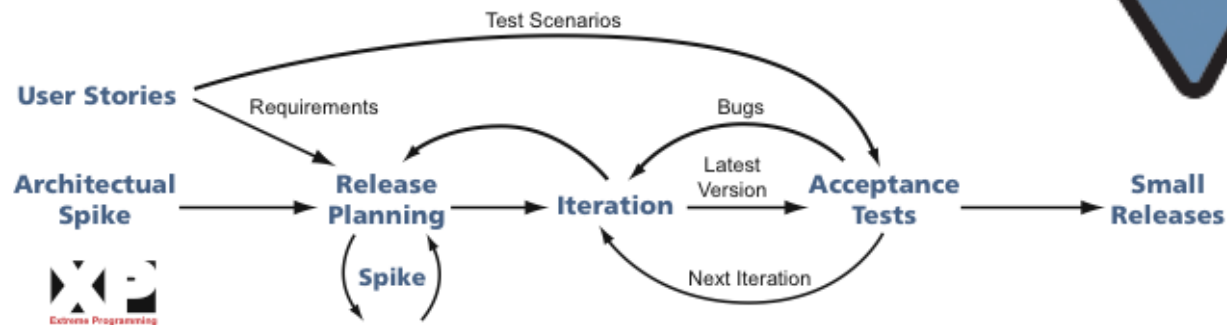 Test Scenarios
User Stories
Requirements
Bugs
Architectual
Spike
Release
Planning
Iteration
Latest
Version
Acceptance
Tests
Small
Releases
Spike
Next Iteration
XP
Extreme Programming